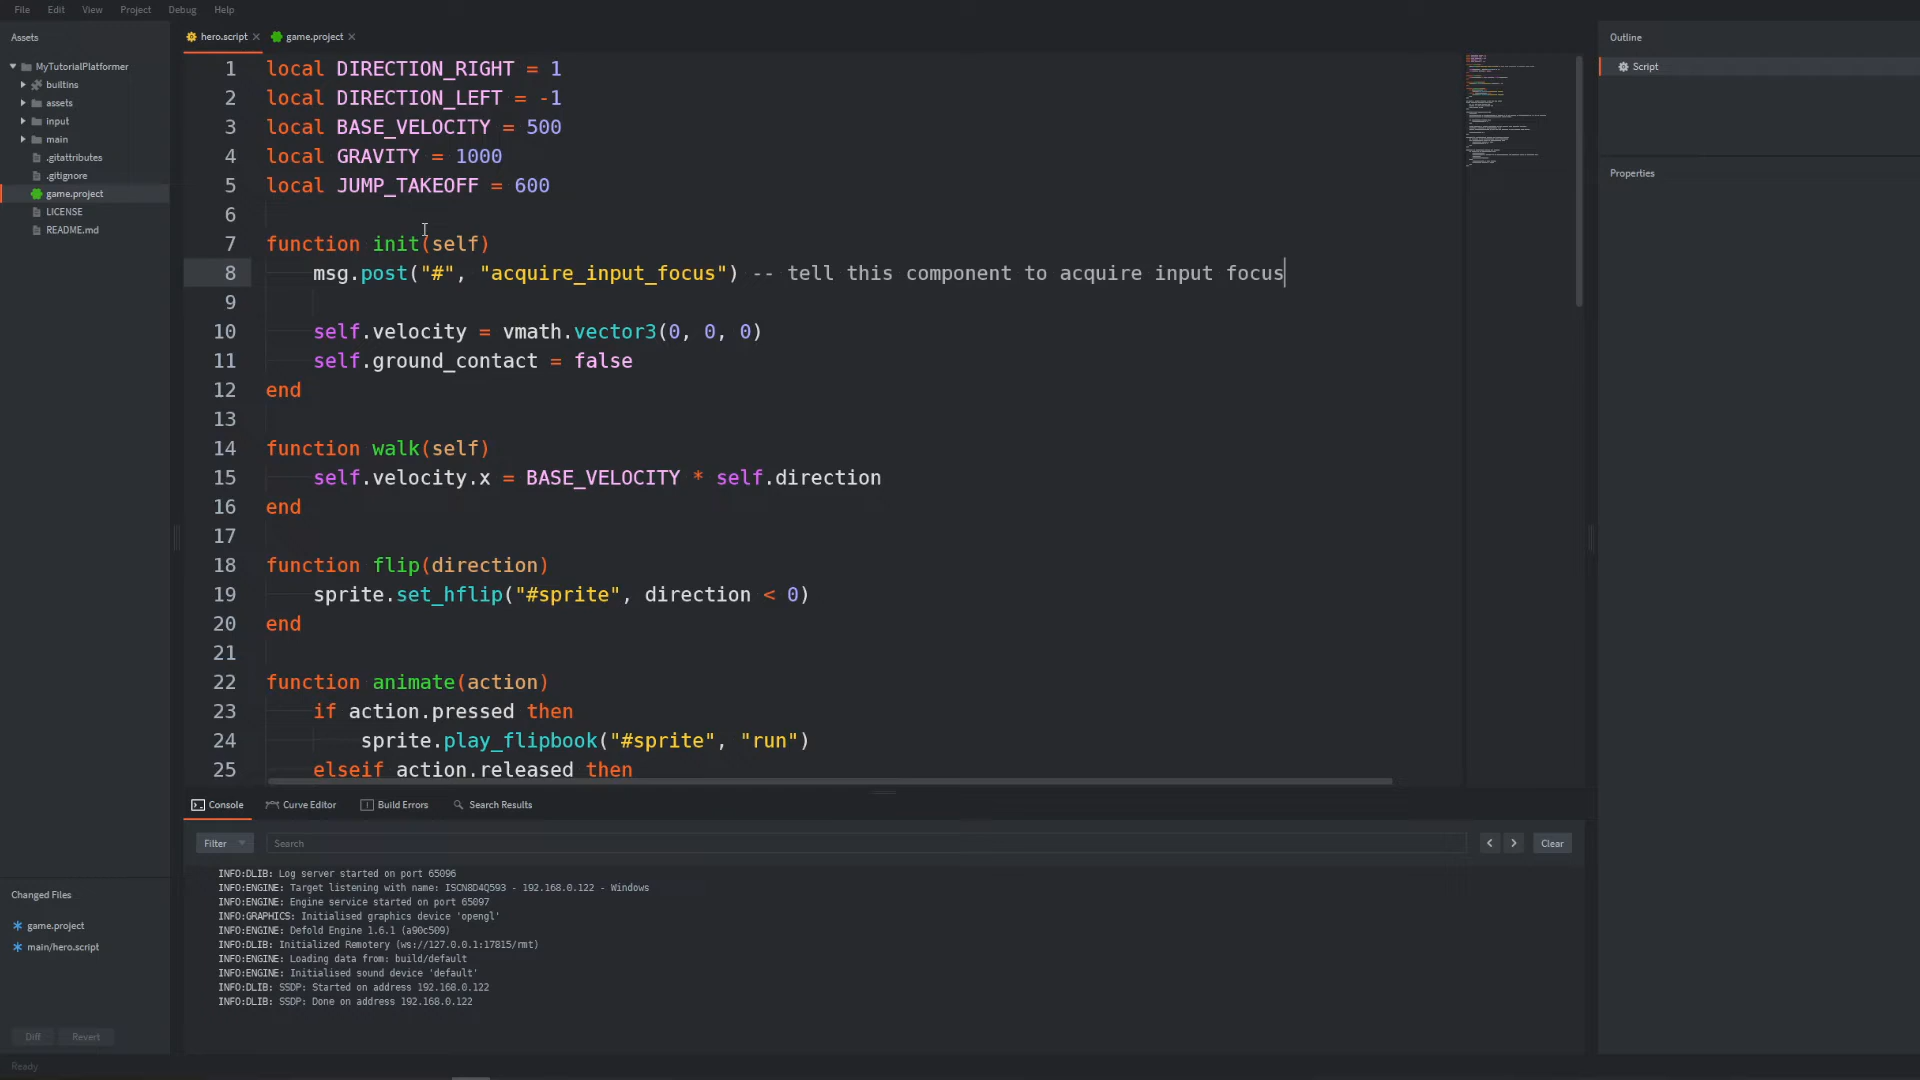 File Edit View Project Debug Help
Assets
MyTutorialPlatformer
builtins
assets
input
main
.gitattributes
.gitignore
game.project
LICENSE
README.md
Changed Files
game.project
main/hero.script
Diff Revert
Ready
hero.script game.project
1 local DIRECTION_RIGHT = 1
2 local DIRECTION_LEFT = -1
3 local BASE_VELOCITY = 500
4 local GRAVITY = 1000
5 local JUMP_TAKEOFF = 600
6
7 function init(self)
8 msg.post("#", "acquire_input_focus") -- tell this component to acquire input focus
9
10 self.velocity = vmath.vector3(0, 0, 0)
11 self.ground_contact = false
12 end
13
14 function walk(self)
15 self.velocity.x = BASE_VELOCITY * self.direction
16 end
17
18 function flip(direction)
19 sprite.set_hflip("#sprite", direction < 0)
20 end
21
22 function animate(action)
23 if action.pressed then
24 sprite.play_flipbook("#sprite", "run")
25 elseif action.released then
Console Curve Editor Build Errors Search Results
Filter Search Clear
INFO:DLIB: Log server started on port 65096
INFO:ENGINE: Target listening with name: ISCN8D4Q593 - 192.168.0.122 - Windows
INFO:ENGINE: Engine service started on port 65097
INFO:GRAPHICS: Initialised graphics device 'opengl'
INFO:ENGINE: Defold Engine 1.6.1 (a90c509)
INFO:DLIB: Initialized Remotery (ws://127.0.0.1:17815/rmt)
INFO:ENGINE: Loading data from: build/default
INFO:ENGINE: Initialised sound device 'default'
INFO:DLIB: SSDP: Started on address 192.168.0.122
INFO:DLIB: SSDP: Done on address 192.168.0.122
Outline
Script
Properties